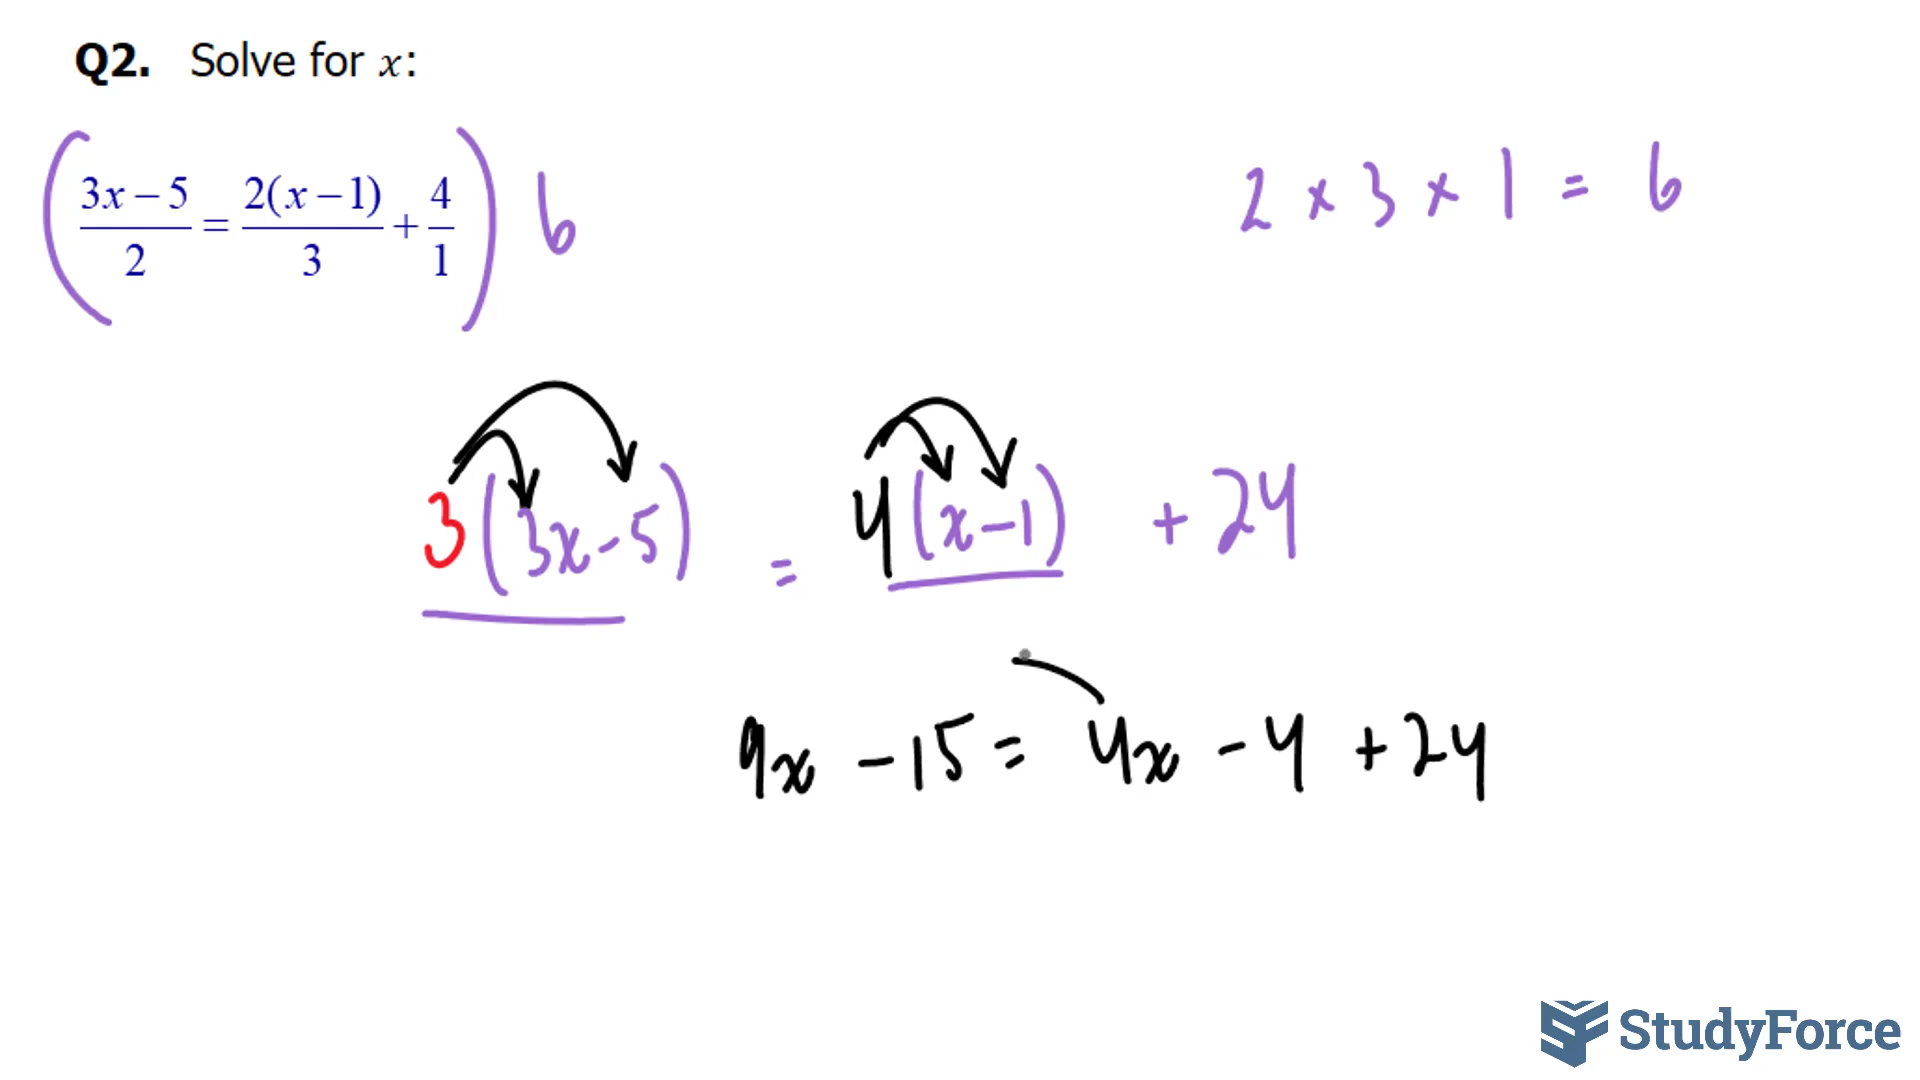 Q2. Solve for x:
(3x−5/2 = 2(x−1)/3 + 4/1) 6
2 × 3 × 1 = 6
3(3x−5) = 4(x−1) + 24
9x − 15 = 4x − 4 + 24
StudyForce